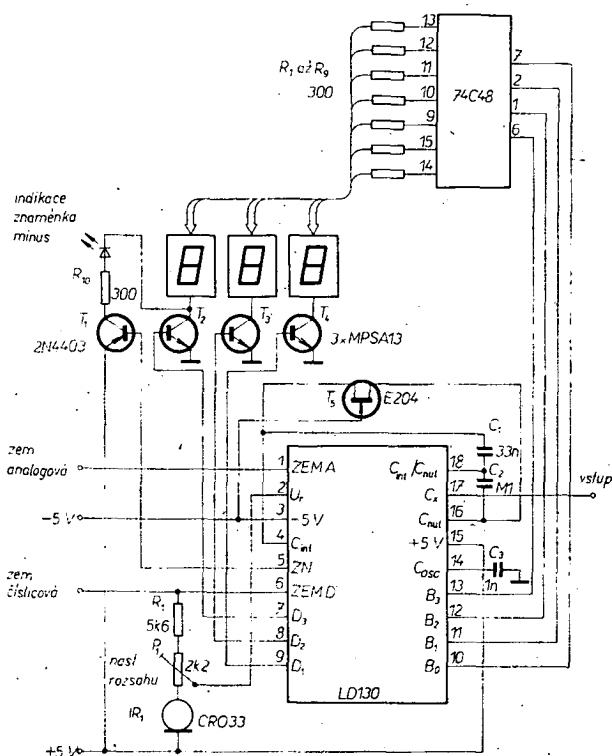 13
12
R₁ až R₉
300
11
10
9
15
14
74C48
7
2
1
6
indikace
znaménka
mínus
R₁₀
300
T₁
2N4403
T₂
T₃
T₄
3×MPSA13
T₅
E204
C₁
33n
C₂
M1
zem
analogová
-5 V
zem
číslicová
1 ZEM A
2 Ur
3 -5V
4 Cint
5 ZN
6 ZEM D
7 D₃
8 D₂
9 D₁
Cint/Cnul 18
Cx 17
Cnul 16
+5 V 15
Cosc 14
B₃ 13
B₂ 12
B₁ 11
B₀ 10
vstup
C₃
1n
R₁
5k6
P₁
2k2
nast.
rozsahu
IR₁
CR033
LD130
+5 V